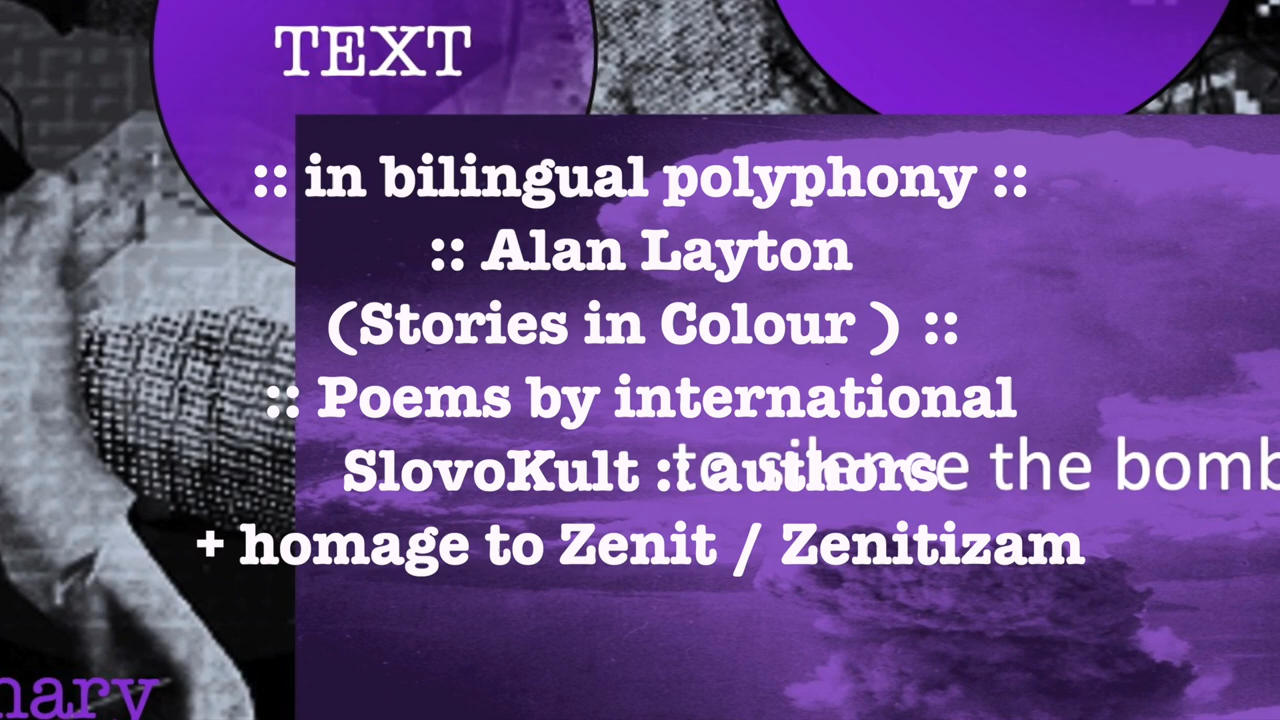 TEXT
:: in bilingual polyphony ::
:: Alan Layton
(Stories in Colour ) ::
:: Poems by international
SlovoKult :: authors
to silence the bomb
+ homage to Zenit / Zenitizam
nary